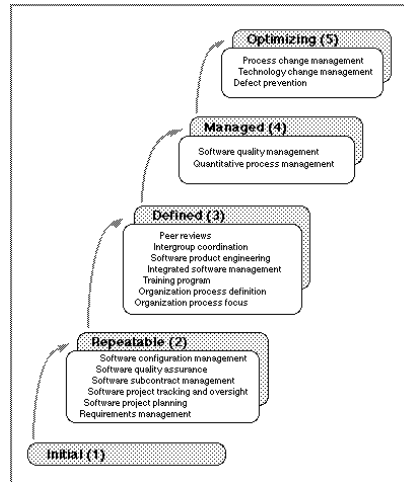 Optimizing (5)
Process change management
Technology change management
Defect prevention
Managed (4)
Software quality management
Quantitative process management
Defined (3)
Peer reviews
Intergroup coordination
Software product engineering
Integrated software management
Training program
Organization process definition
Organization process focus
Repeatable (2)
Software configuration management
Software quality assurance
Software subcontract management
Software project tracking and oversight
Software project planning
Requirements management
Initial (1)